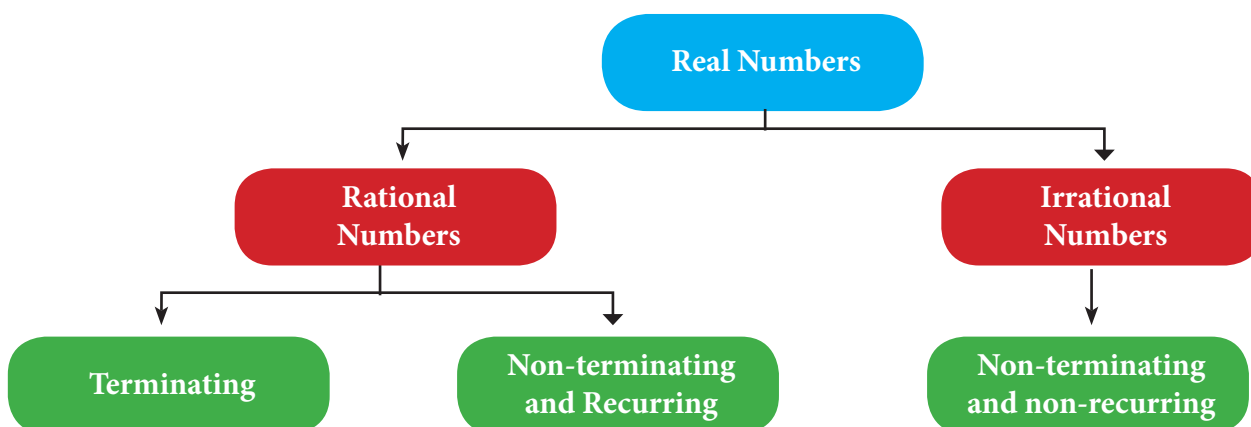 Real Numbers
Rational
Numbers
Irrational
Numbers
Terminating
Non-terminating
and Recurring
Non-terminating
and non-recurring